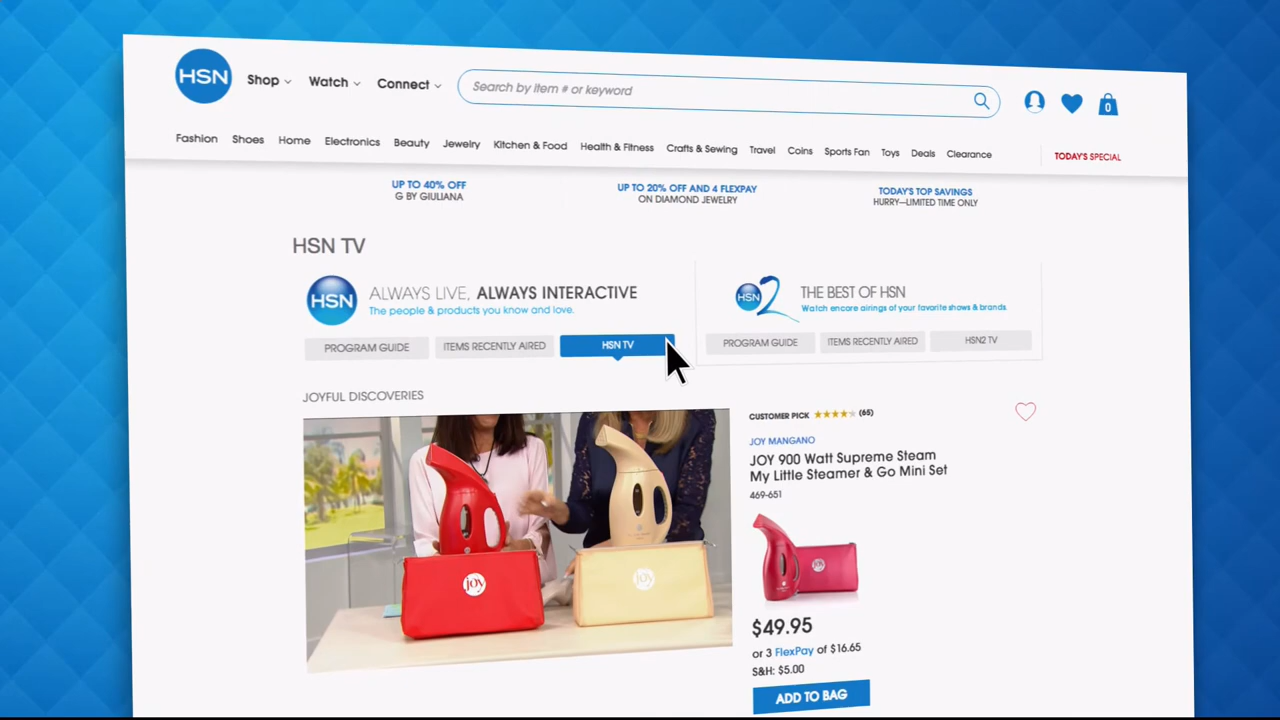 HSN
Shop
Watch
Connect
Search by item # or keyword
0
Fashion
Shoes
Home
Electronics
Beauty
Jewelry
Kitchen & Food
Health & Fitness
Crafts & Sewing
Travel
Coins
Sports Fan
Toys
Deals
Clearance
TODAY'S SPECIAL
UP TO 40% OFF
G BY GIULIANA
UP TO 20% OFF AND 4 FLEXPAY
ON DIAMOND JEWELRY
TODAY'S TOP SAVINGS
HURRY—LIMITED TIME ONLY
HSN TV
HSN
ALWAYS LIVE, ALWAYS INTERACTIVE
The people & products you know and love.
PROGRAM GUIDE
ITEMS RECENTLY AIRED
HSN TV
HSN2
THE BEST OF HSN
Watch encore airings of your favorite shows & brands.
PROGRAM GUIDE
ITEMS RECENTLY AIRED
HSN2 TV
JOYFUL DISCOVERIES
joy
joy
CUSTOMER PICK (65)
JOY MANGANO
JOY 900 Watt Supreme Steam
My Little Steamer & Go Mini Set
469-651
joy
$49.95
or 3 FlexPay of $16.65
S&H: $5.00
ADD TO BAG